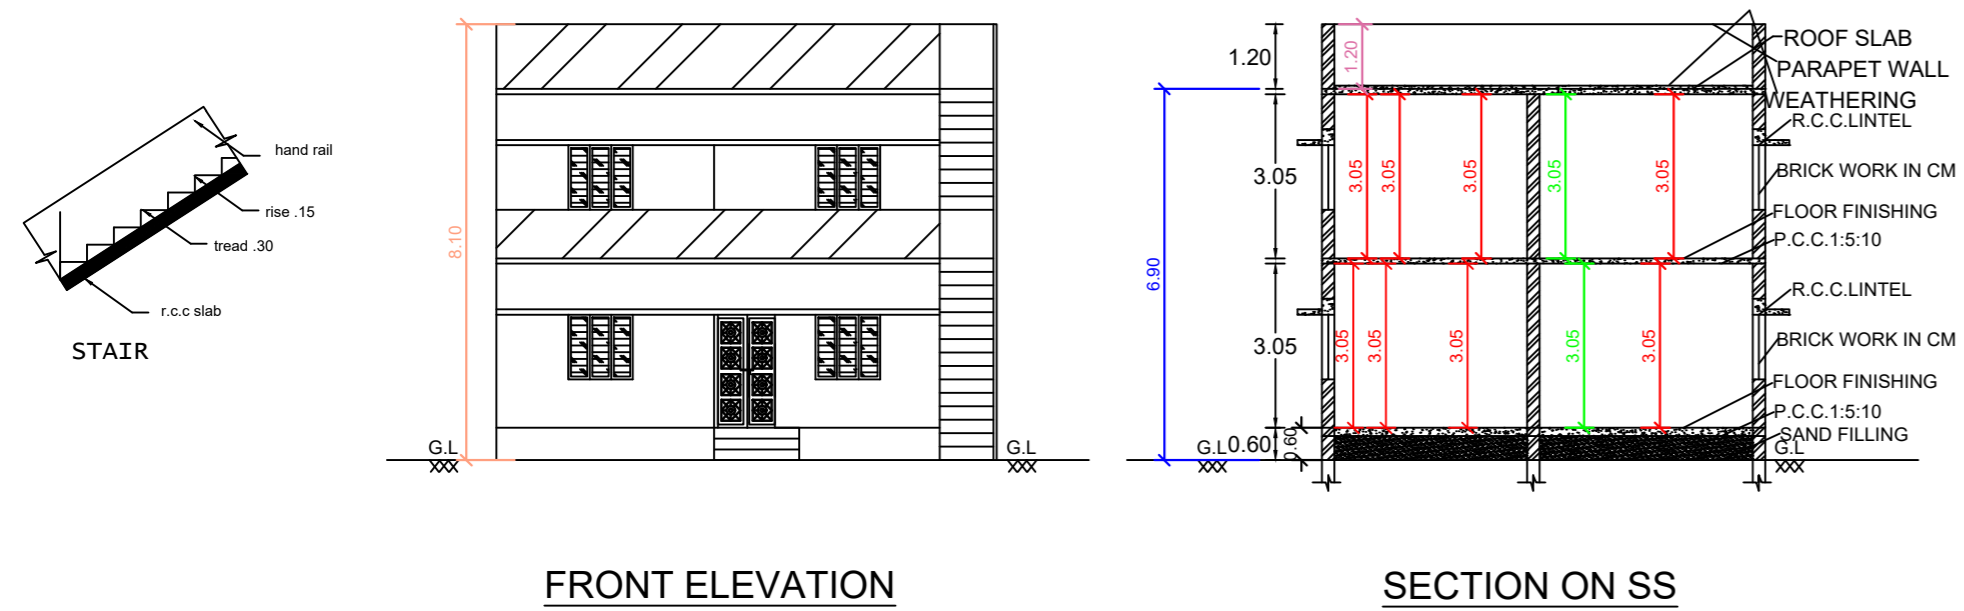 hand rail
rise .15
tread .30
r.c.c slab
STAIR
8.10
G.L
G.L
FRONT ELEVATION
6.90
1.20
3.05
3.05
0.60
0.60
G.L
G.L
1.20
3.05
3.05
3.05
3.05
3.05
3.05
3.05
3.05
3.05
3.05
ROOF SLAB
PARAPET WALL
WEATHERING
R.C.C.LINTEL
BRICK WORK IN CM
FLOOR FINISHING
P.C.C.1:5:10
R.C.C.LINTEL
BRICK WORK IN CM
FLOOR FINISHING
P.C.C.1:5:10
SAND FILLING
SECTION ON SS